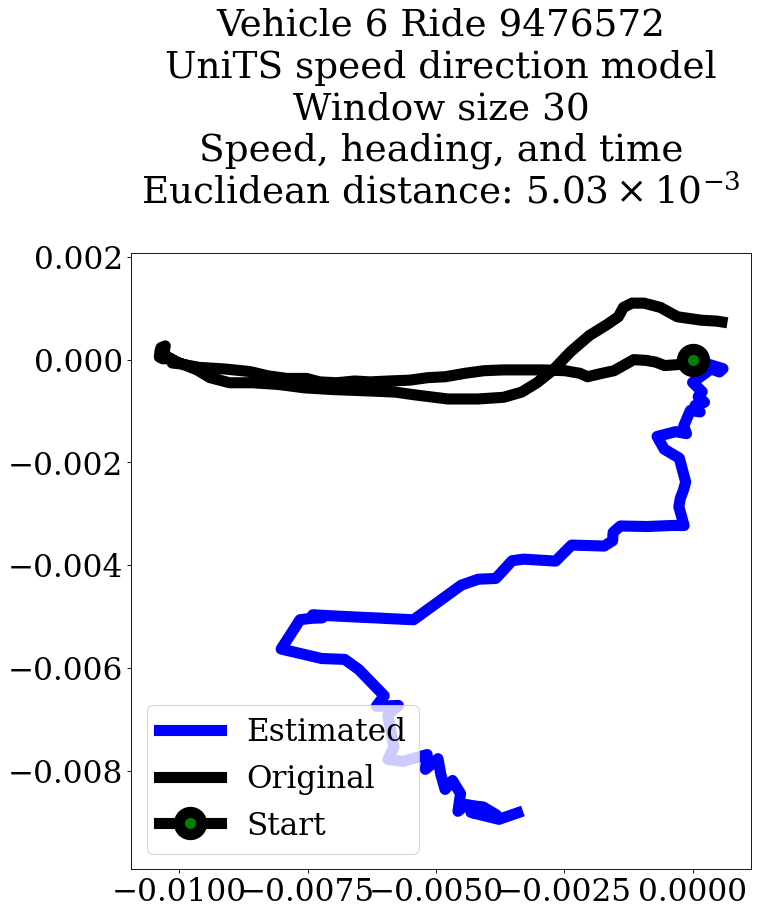 Vehicle 6 Ride 9476572
UniTS speed direction model
Window size 30
Speed, heading, and time
Euclidean distance: 5.03 × 10⁻³
0.002
0.000
−0.002
−0.004
−0.006
−0.008
Estimated
Original
Start
−0.0100 −0.0075 −0.0050 −0.0025 0.0000